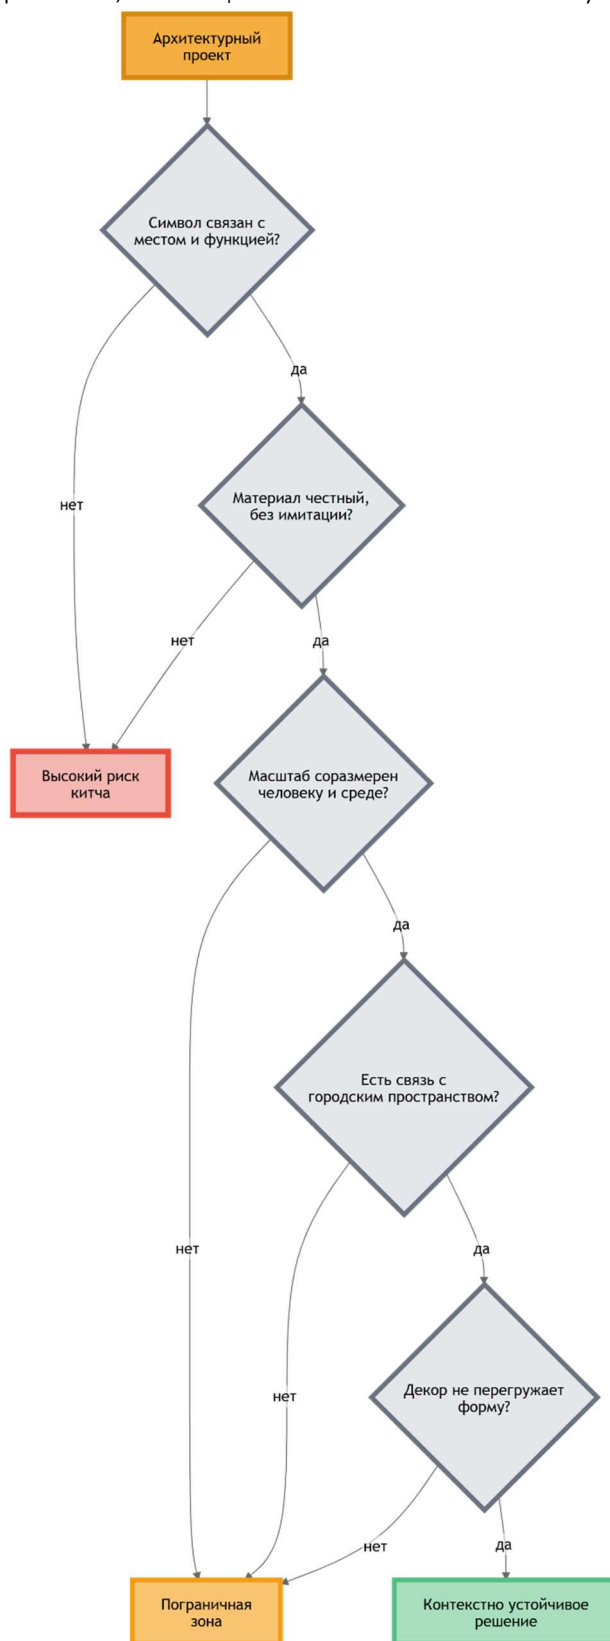 Архитектурный
проект
Символ связан с
местом и функцией?
да
нет
Материал честный,
без имитации?
нет
да
Высокий риск
китча
Масштаб соразмерен
человеку и среде?
да
Есть связь с
городским пространством?
нет
да
нет
Декор не перегружает
форму?
нет
да
Пограничная
зона
Контекстно устойчивое
решение